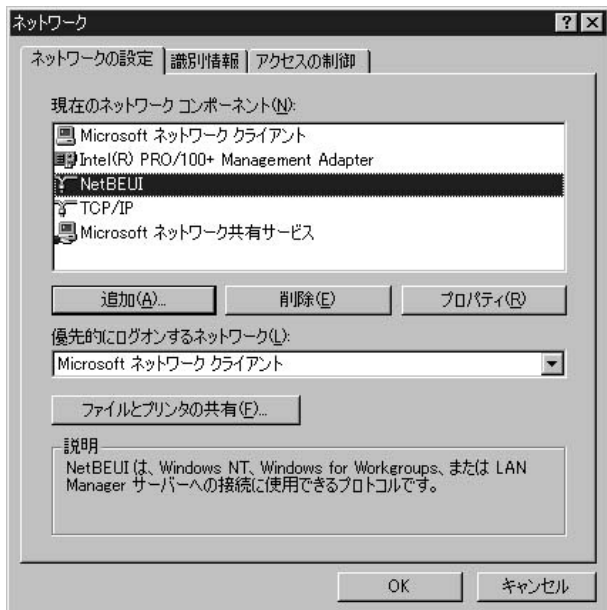 ネットワーク
ネットワークの設定 識別情報 アクセスの制御
現在のネットワーク コンポーネント(N):
Microsoft ネットワーク クライアント
Intel(R) PRO/100+ Management Adapter
NetBEUI
TCP/IP
Microsoft ネットワーク共有サービス
追加(A)... 削除(E) プロパティ(R)
優先的にログオンするネットワーク(L):
Microsoft ネットワーク クライアント
ファイルとプリンタの共有(F)...
説明
NetBEUI は、Windows NT、Windows for Workgroups、または LAN
Manager サーバーへの接続に使用できるプロトコルです。
OK キャンセル